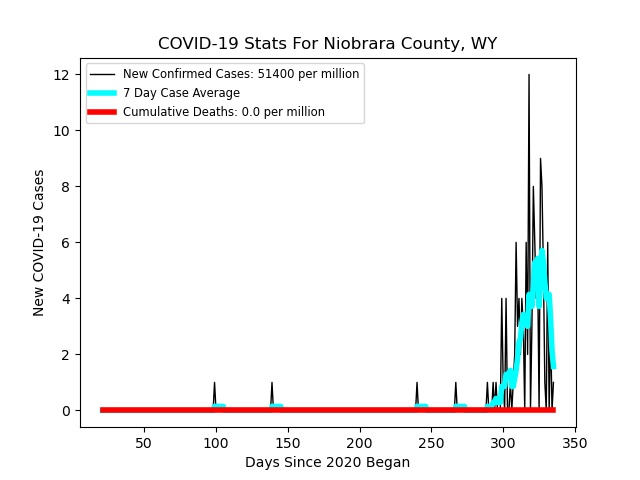 COVID-19 Stats For Niobrara County, WY
New Confirmed Cases: 51400 per million
7 Day Case Average
Cumulative Deaths: 0.0 per million
New COVID-19 Cases
12
10
8
6
4
2
0
50 100 150 200 250 300 350
Days Since 2020 Began